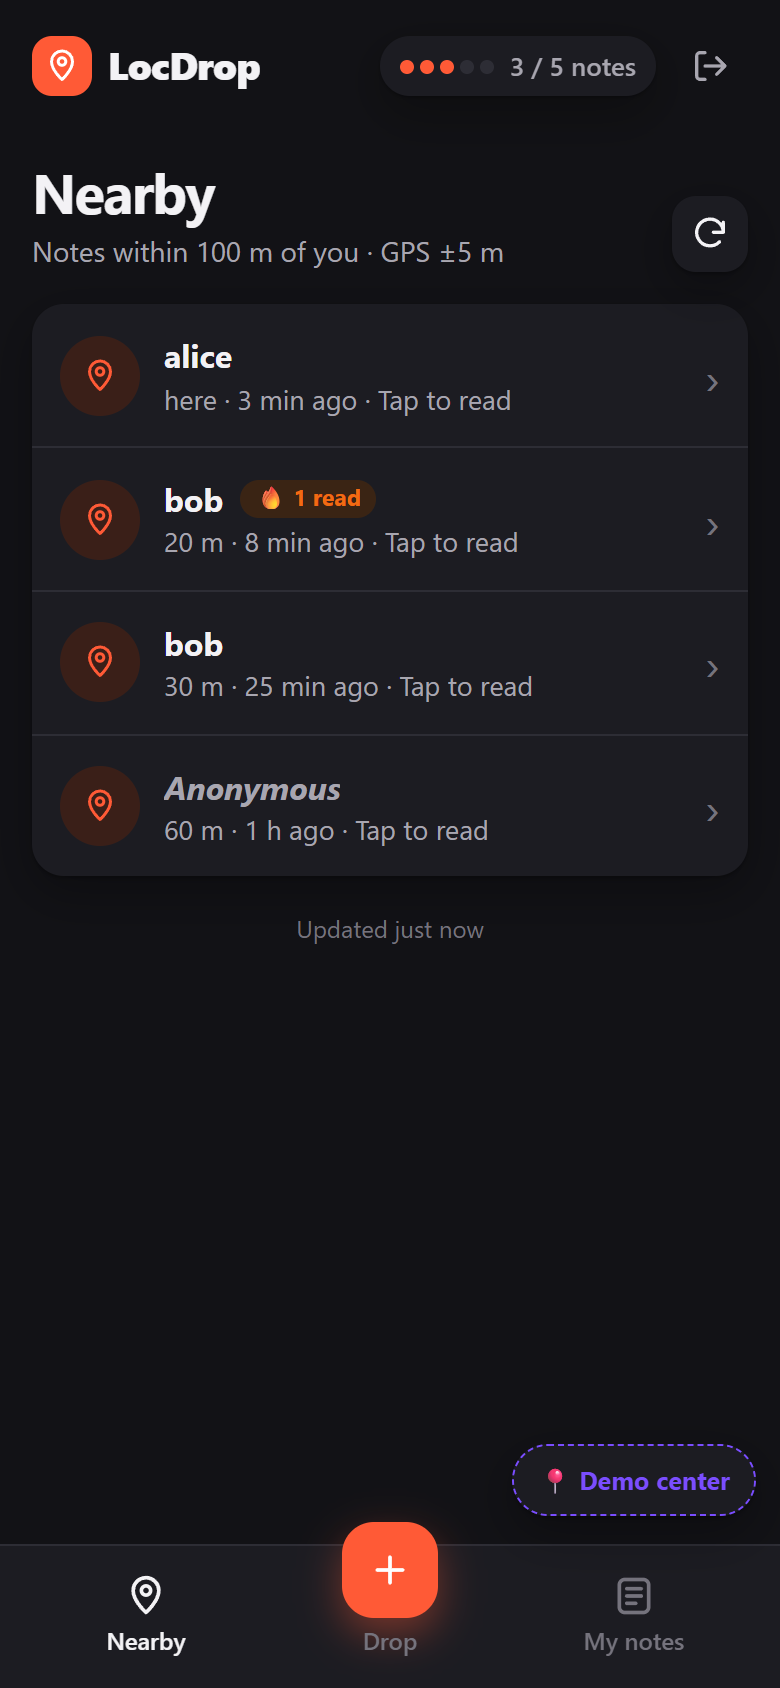 LocDrop
3 / 5 notes
Nearby
Notes within 100 m of you · GPS ±5 m
alice
here · 3 min ago · Tap to read
bob 🔥 1 read
20 m · 8 min ago · Tap to read
bob
30 m · 25 min ago · Tap to read
Anonymous
60 m · 1 h ago · Tap to read
Updated just now
📍 Demo center
Nearby
Drop
My notes